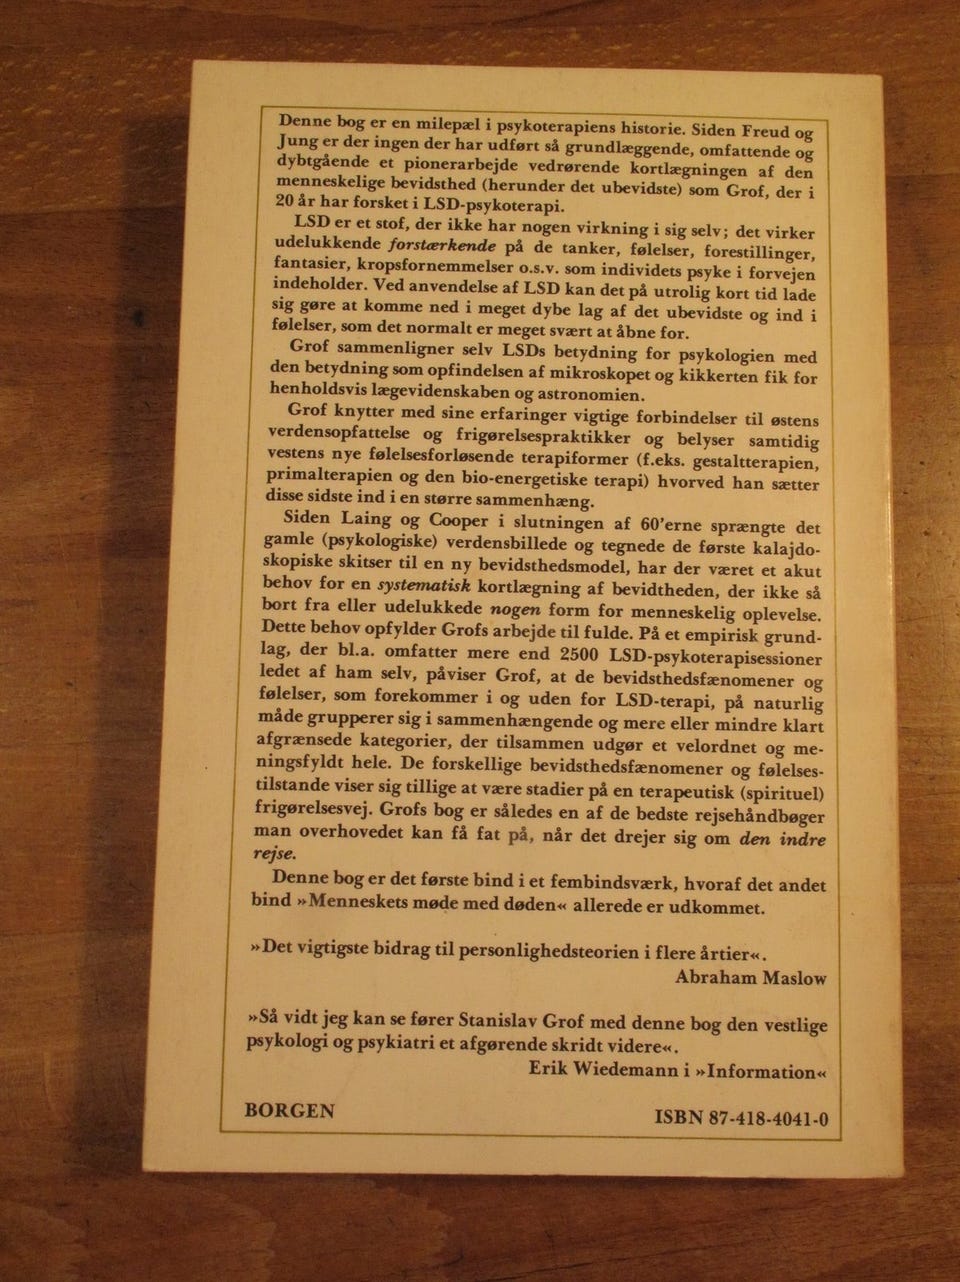 Denne bog er en milepæl i psykoterapiens historie. Siden Freud og
Jung er der ingen der har udført så grundlæggende, omfattende og
dybtgående et pionerarbejde vedrørende kortlægningen af den
menneskelige bevidsthed (herunder det ubevidste) som Grof, der i
20 år har forsket i LSD-psykoterapi.
LSD er et stof, der ikke har nogen virkning i sig selv; det virker
udelukkende forstærkende på de tanker, følelser, forestillinger,
fantasier, kropsfornemmelser o.s.v. som individets psyke i forvejen
indeholder. Ved anvendelse af LSD kan det på utrolig kort tid lade
sig gøre at komme ned i meget dybe lag af det ubevidste og ind i
følelser, som det normalt er meget svært at åbne for.
Grof sammenligner selv LSDs betydning for psykologien med
den betydning som opfindelsen af mikroskopet og kikkerten fik for
henholdsvis lægevidenskaben og astronomien.
Grof knytter med sine erfaringer vigtige forbindelser til østens
verdensopfattelse og frigørelsespraktikker og belyser samtidig
vestens nye følelsesforløsende terapiformer (f.eks. gestaltterapien,
primalterapien og den bio-energetiske terapi) hvorved han sætter
disse sidste ind i en større sammenhæng.
Siden Laing og Cooper i slutningen af 60'erne sprængte det
gamle (psykologiske) verdensbillede og tegnede de første kalajdo-
skopiske skitser til en ny bevidsthedsmodel, har der været et akut
behov for en systematisk kortlægning af bevidtheden, der ikke så
bort fra eller udelukkede nogen form for menneskelig oplevelse.
Dette behov opfylder Grofs arbejde til fulde. På et empirisk grund-
lag, der bl.a. omfatter mere end 2500 LSD-psykoterapisessioner
ledet af ham selv, påviser Grof, at de bevidsthedsfænomener og
følelser, som forekommer i og uden for LSD-terapi, på naturlig
måde grupperer sig i sammenhængende og mere eller mindre klart
afgrænsede kategorier, der tilsammen udgør et velordnet og me-
ningsfyldt hele. De forskellige bevidsthedsfænomener og følelses-
tilstande viser sig tillige at være stadier på en terapeutisk (spirituel)
frigørelsesvej. Grofs bog er således en af de bedste rejsehåndbøger
man overhovedet kan få fat på, når det drejer sig om den indre
rejse.
Denne bog er det første bind i et fembindsværk, hvoraf det andet
bind »Menneskets møde med døden« allerede er udkommet.
»Det vigtigste bidrag til personlighedsteorien i flere årtier«.
Abraham Maslow
»Så vidt jeg kan se fører Stanislav Grof med denne bog den vestlige
psykologi og psykiatri et afgørende skridt videre«.
Erik Wiedemann i »Information«
BORGEN
ISBN 87-418-4041-0